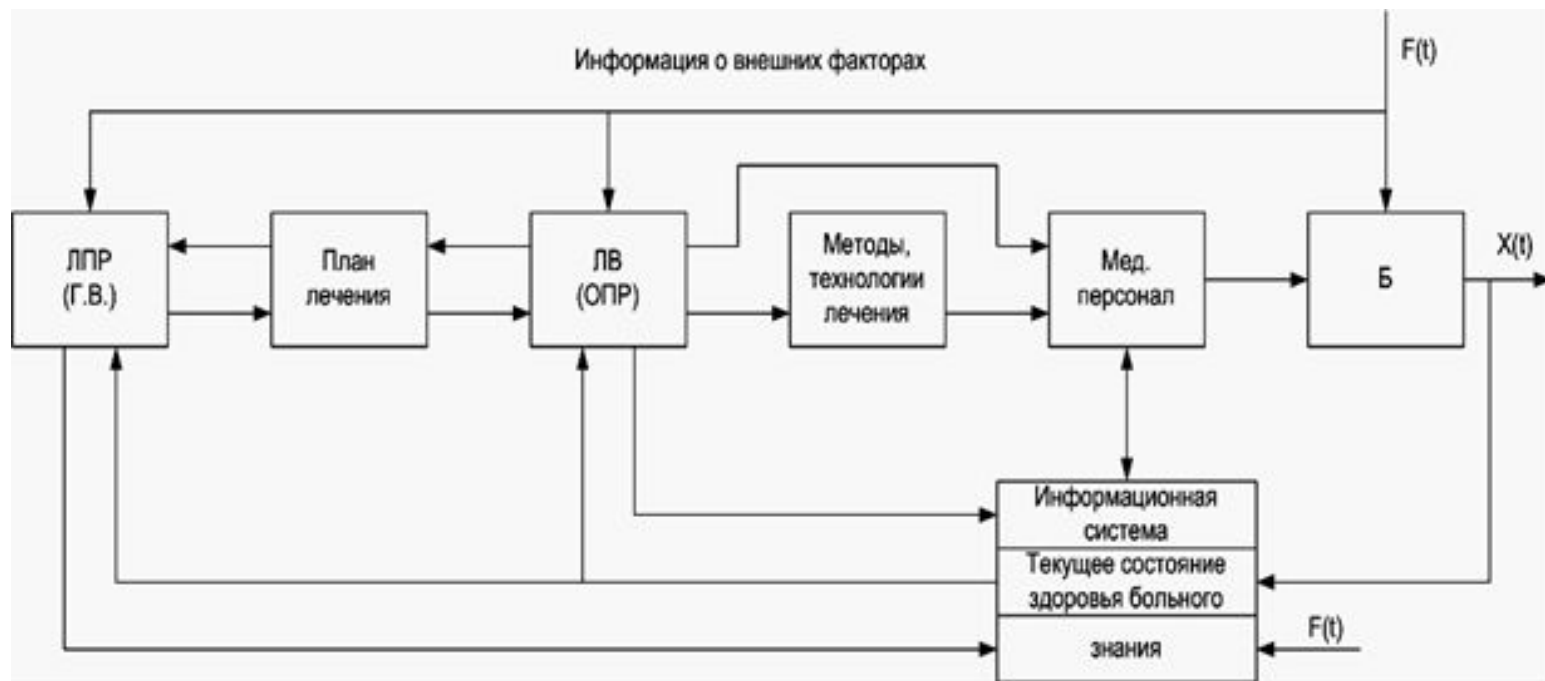 Информация о внешних факторах
F(t)
ЛПР
(Г.В.)
План
лечения
ЛВ
(ОПР)
Методы,
технологии
лечения
Мед.
персонал
Б
X(t)
Информационная
система
Текущее состояние
здоровья больного
знания
F(t)